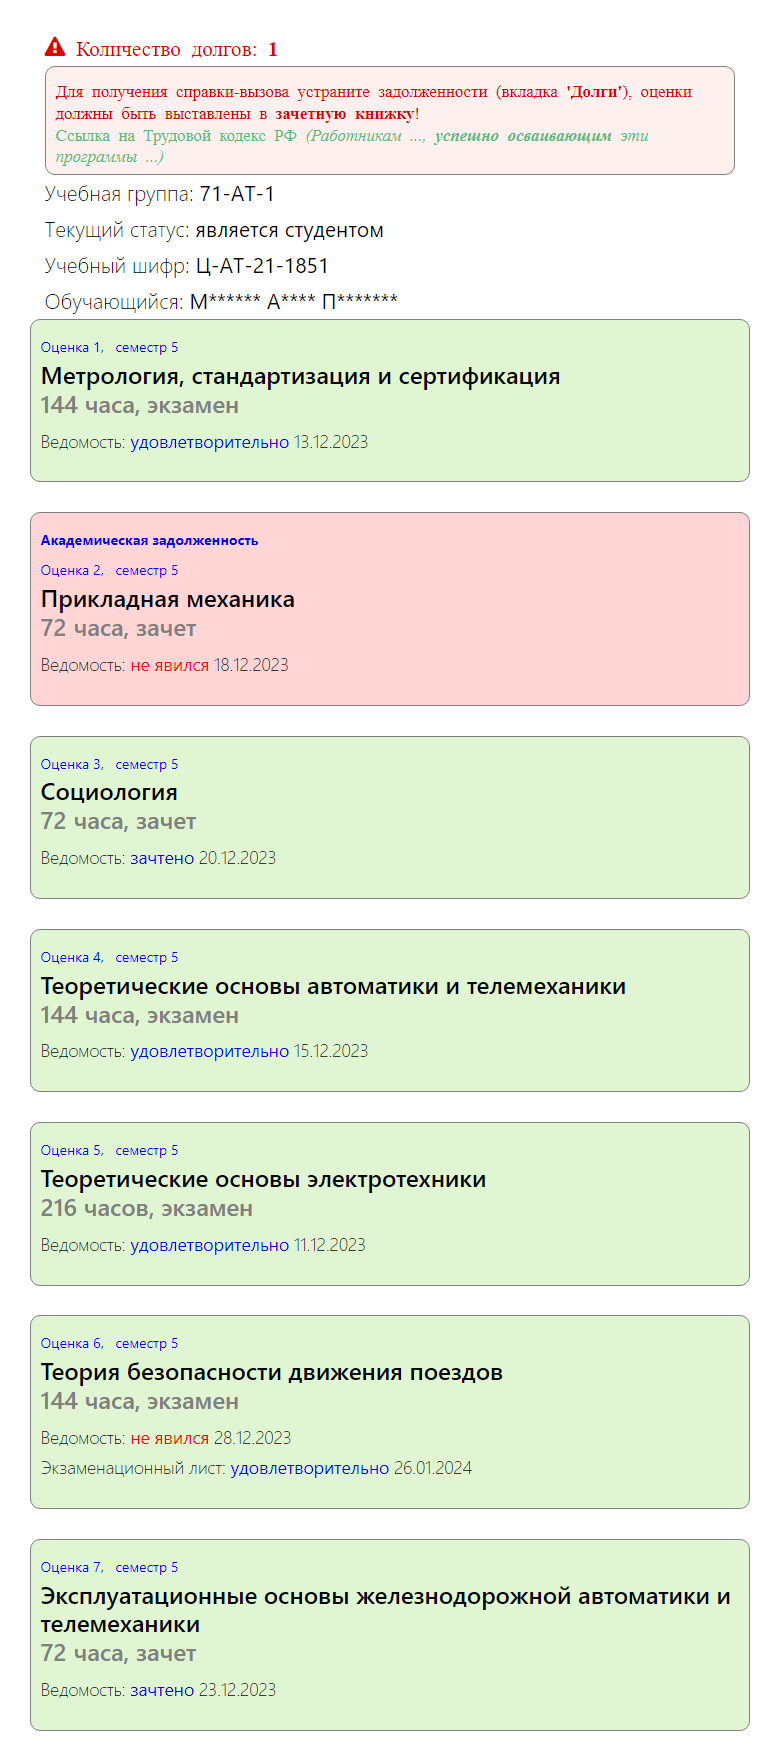 Количество долгов: 1
Для получения справки-вызова устраните задолженности (вкладка 'Долги'), оценки
должны быть выставлены в зачетную книжку!
Ссылка на Трудовой кодекс РФ (Работникам ..., успешно осваивающим эти
программы ...)
Учебная группа: 71-АТ-1
Текущий статус: является студентом
Учебный шифр: Ц-АТ-21-1851
Обучающийся: М****** А**** П*******
Оценка 1, семестр 5
Метрология, стандартизация и сертификация
144 часа, экзамен
Ведомость: удовлетворительно 13.12.2023
Академическая задолженность
Оценка 2, семестр 5
Прикладная механика
72 часа, зачет
Ведомость: не явился 18.12.2023
Оценка 3, семестр 5
Социология
72 часа, зачет
Ведомость: зачтено 20.12.2023
Оценка 4, семестр 5
Теоретические основы автоматики и телемеханики
144 часа, экзамен
Ведомость: удовлетворительно 15.12.2023
Оценка 5, семестр 5
Теоретические основы электротехники
216 часов, экзамен
Ведомость: удовлетворительно 11.12.2023
Оценка 6, семестр 5
Теория безопасности движения поездов
144 часа, экзамен
Ведомость: не явился 28.12.2023
Экзаменационный лист: удовлетворительно 26.01.2024
Оценка 7, семестр 5
Эксплуатационные основы железнодорожной автоматики и
телемеханики
72 часа, зачет
Ведомость: зачтено 23.12.2023